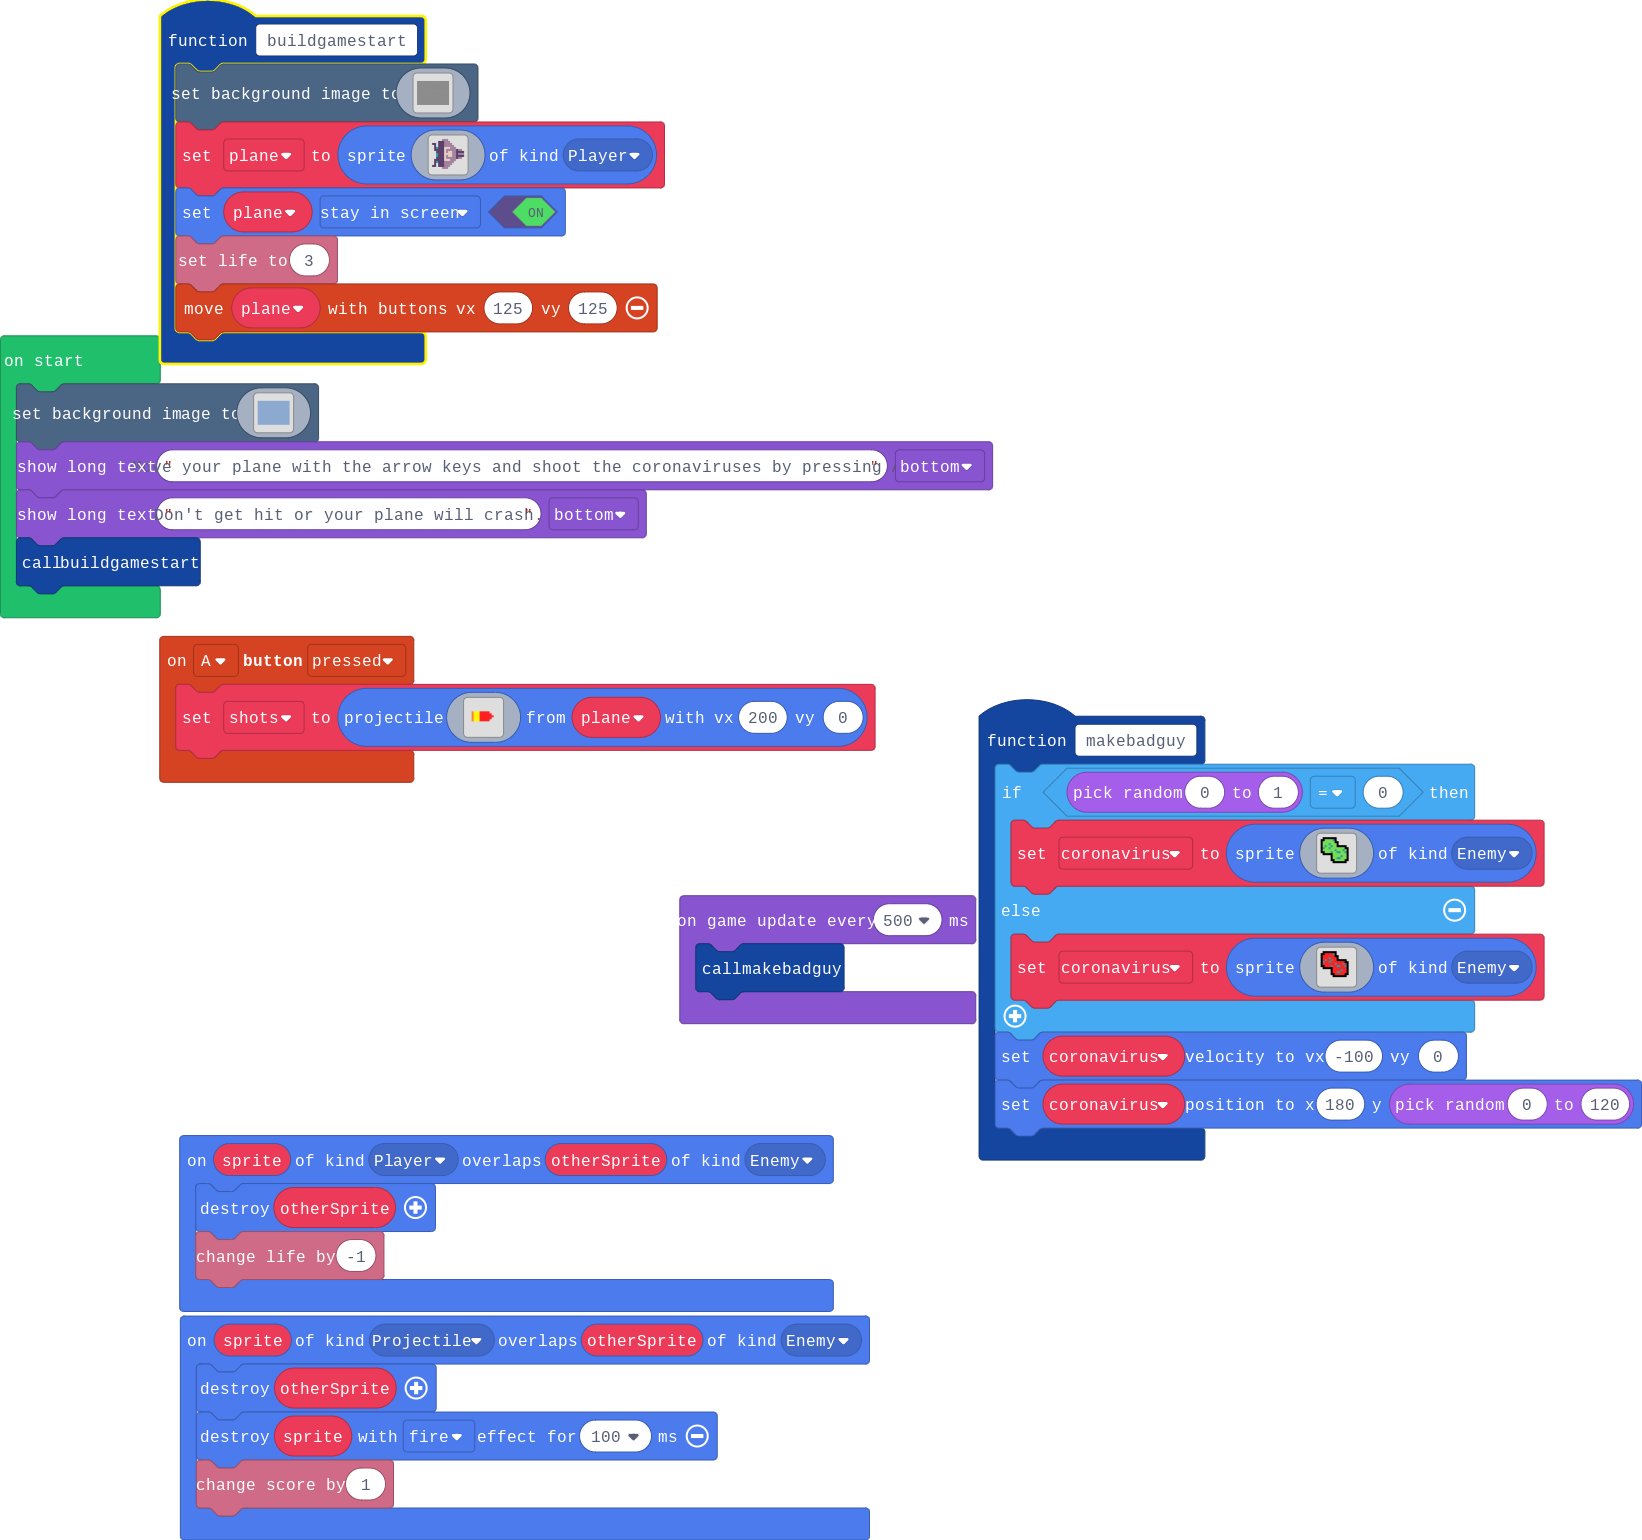 function buildgamestart
set background image to
set plane to sprite of kind Player
set plane stay in screen ON
set life to 3
move plane with buttons vx 125 vy 125
on start
set background image to
show long text " your plane with the arrow keys and shoot the coronaviruses by pressing " bottom
show long text "Don't get hit or your plane will crash." bottom
call buildgamestart
on A button pressed
set shots to projectile from plane with vx 200 vy 0
function makebadguy
if pick random 0 to 1 = 0 then
set coronavirus to sprite of kind Enemy
else
set coronavirus to sprite of kind Enemy
set coronavirus velocity to vx -100 vy 0
set coronavirus position to x 180 y pick random 0 to 120
on game update every 500 ms
call makebadguy
on sprite of kind Player overlaps otherSprite of kind Enemy
destroy otherSprite
change life by -1
on sprite of kind Projectile overlaps otherSprite of kind Enemy
destroy otherSprite
destroy sprite with fire effect for 100 ms
change score by 1